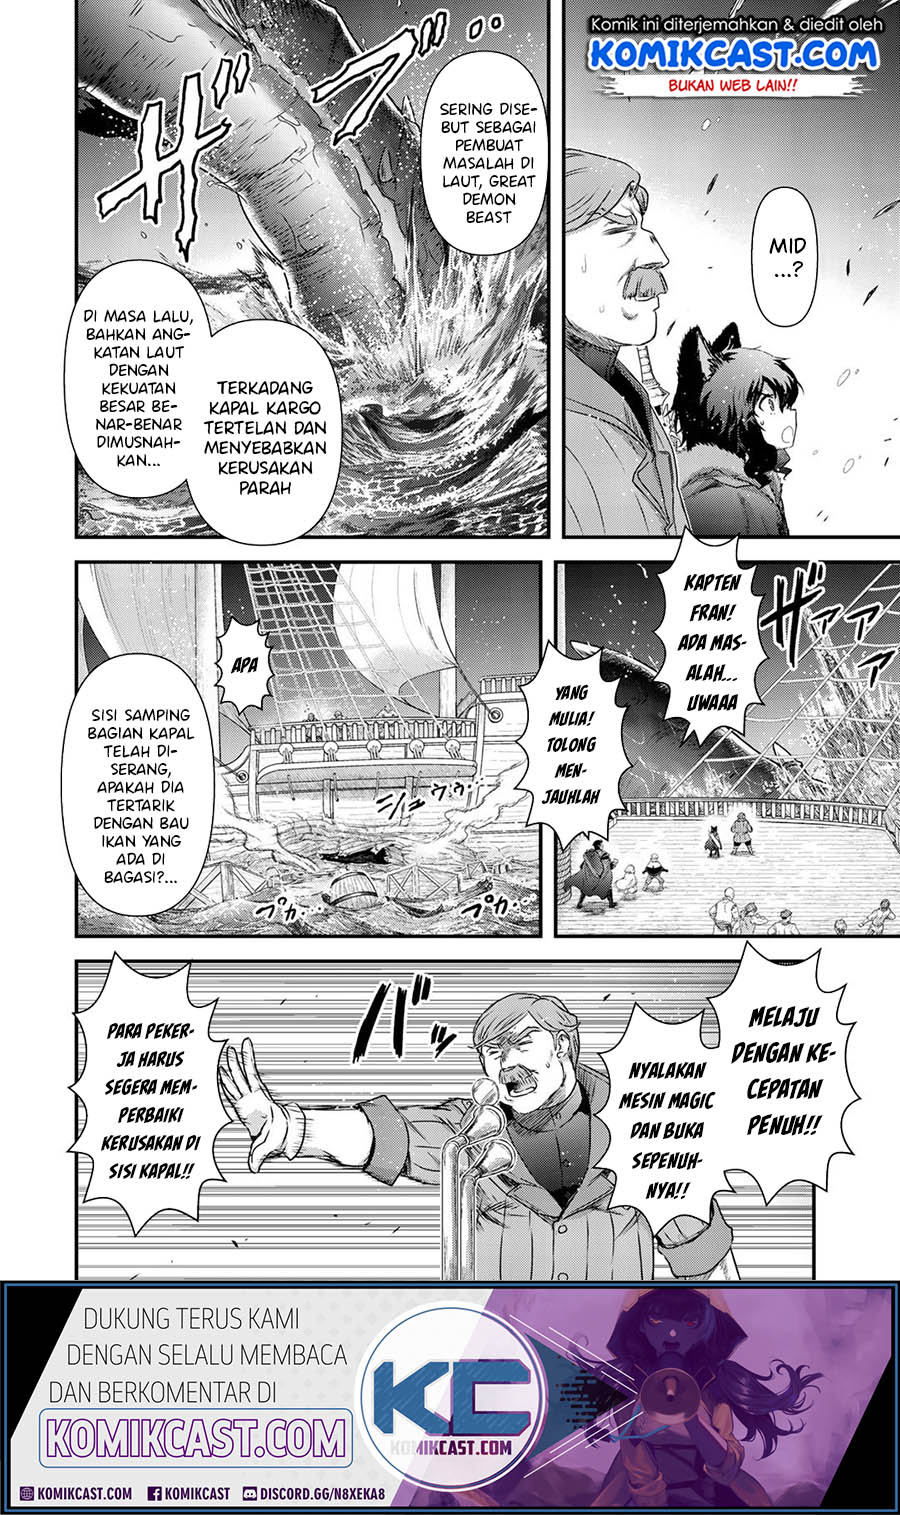 Komik ini diterjemahkan & diedit oleh
KOMIKCAST.COM
BUKAN WEB LAIN!!
MID
...?
SERING DISE-
BUT SEBAGAI
PEMBUAT
MASALAH DI
LAUT, GREAT
DEMON
BEAST
TERKADANG
KAPAL KARGO
TERTELAN DAN
MENYEBABKAN
KERUSAKAN
PARAH
DI MASA LALU,
BAHKAN ANG-
KATAN LAUT
DENGAN
KEKUATAN
BESAR BE-
NAR-BENAR
DIMUSNAH-
KAN...
KAPTEN
FRAN!
ADA MAS-
ALAH...
UWAAA
YANG
MULIA!
TOLONG
MEN-
JAUHLAH
APA
SISI SAMPING
BAGIAN KAPAL
TELAH DI-
SERANG,
APAKAH DIA
TERTARIK
DENGAN BAU
IKAN YANG
ADA DI
BAGASI?...
プカ...
プカ...
MELAJU
DENGAN KE-
CEPATAN
PENUH!!
NYALAKAN
MESIN MAGIC
DAN BUKA
SEPENUH-
NYA!!
PARA PEKER-
JA HARUS
SEGERA MEM-
PERBAIKI
KERUSAKAN DI
SISI KAPAL!!
DUKUNG TERUS KAMI
DENGAN SELALU MEMBACA
DAN BERKOMENTAR DI
KOMIKCAST.COM
KOMIKCAST.COM
KOMIKCAST
DISCORD.GG/N8XEKA8
KC
KOMIKCAST.COM